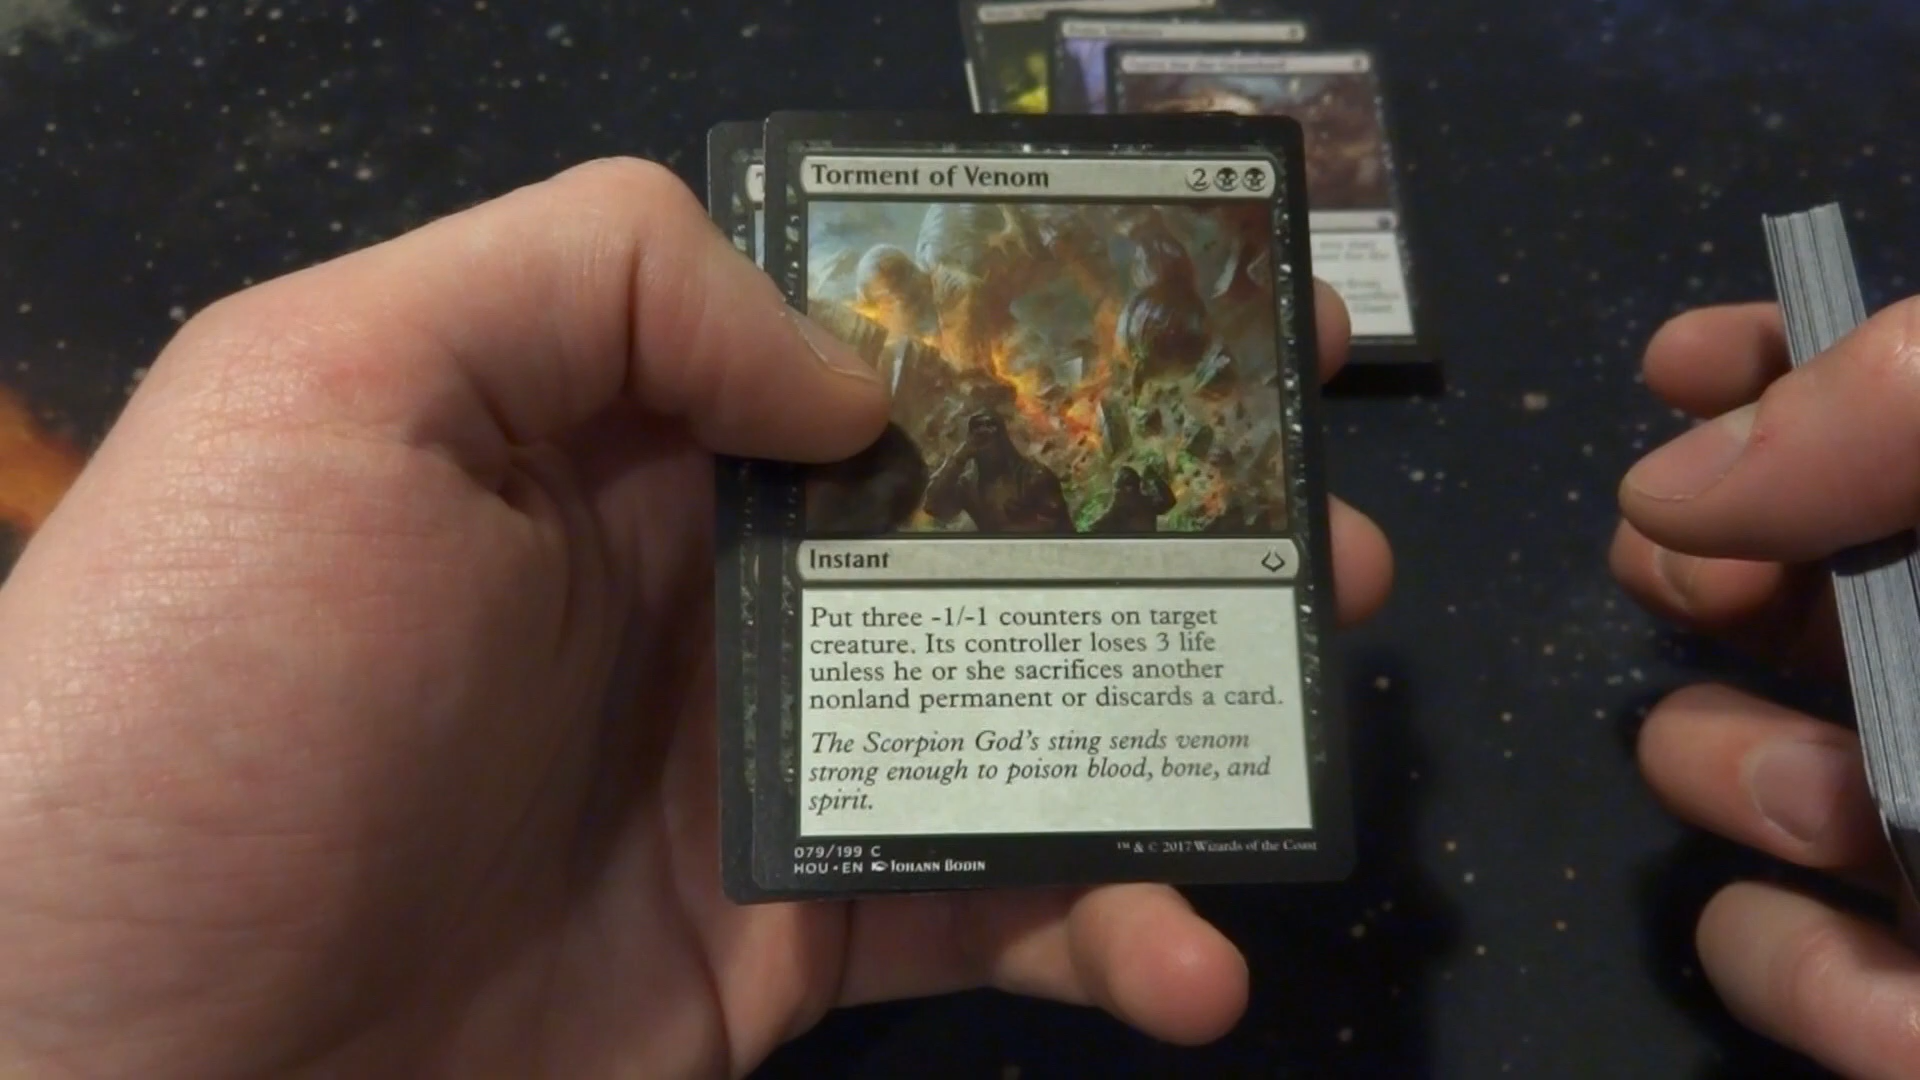 Torment of Venom 2
Instant
Put three -1/-1 counters on target
creature. Its controller loses 3 life
unless he or she sacrifices another
nonland permanent or discards a card.
The Scorpion God's sting sends venom
strong enough to poison blood, bone, and
spirit.
079/199 C
HOU • EN Johann Bodin
™ & © 2017 Wizards of the Coast